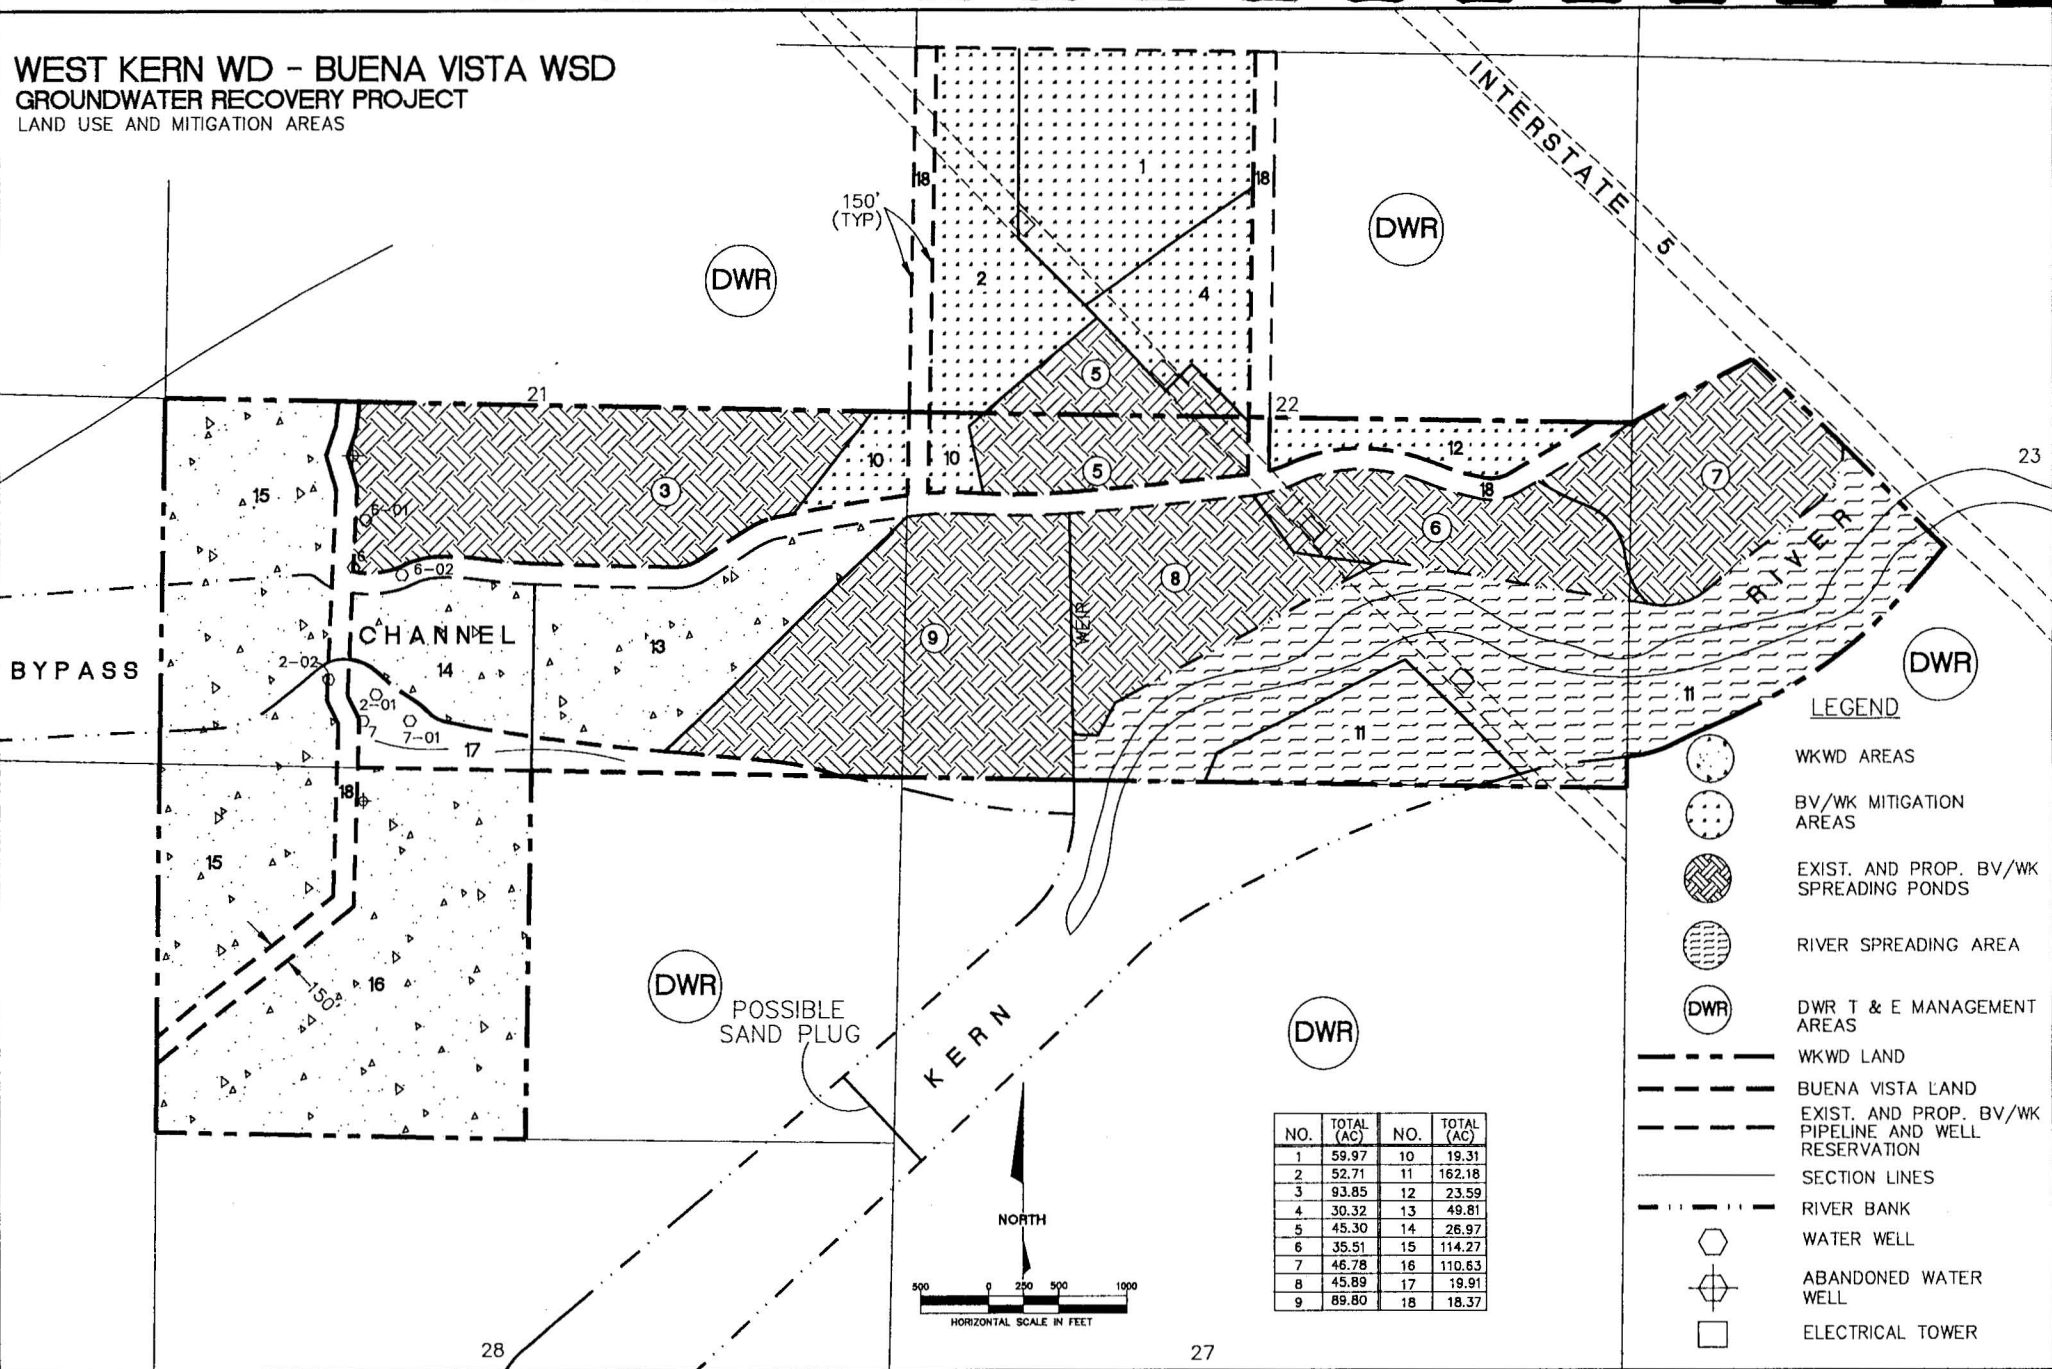 WEST KERN WD - BUENA VISTA WSD
GROUNDWATER RECOVERY PROJECT
LAND USE AND MITIGATION AREAS
INTERSTATE 5
18
1
18
150'
(TYP)
DWR
DWR
2
4
5
21
22
23
15
3
10
10
5
12
7
18
6
6-01
6
6-02
CHANNEL
BYPASS
14
13
9
WEIR
8
RIVER
DWR
2-02
2-01
7
7-01
17
11
11
18
15
16
150'
DWR
POSSIBLE
SAND PLUG
KERN
DWR
NORTH
500 0 250 500 1000
HORIZONTAL SCALE IN FEET
28
27
NO. TOTAL (AC) NO. TOTAL (AC)
1 59.97 10 19.31
2 52.71 11 162.18
3 93.85 12 23.59
4 30.32 13 49.81
5 45.30 14 26.97
6 35.51 15 114.27
7 46.78 16 110.63
8 45.89 17 19.91
9 89.80 18 18.37
LEGEND
WKWD AREAS
BV/WK MITIGATION
AREAS
EXIST. AND PROP. BV/WK
SPREADING PONDS
RIVER SPREADING AREA
DWR
DWR T & E MANAGEMENT
AREAS
WKWD LAND
BUENA VISTA LAND
EXIST. AND PROP. BV/WK
PIPELINE AND WELL
RESERVATION
SECTION LINES
RIVER BANK
WATER WELL
ABANDONED WATER
WELL
ELECTRICAL TOWER